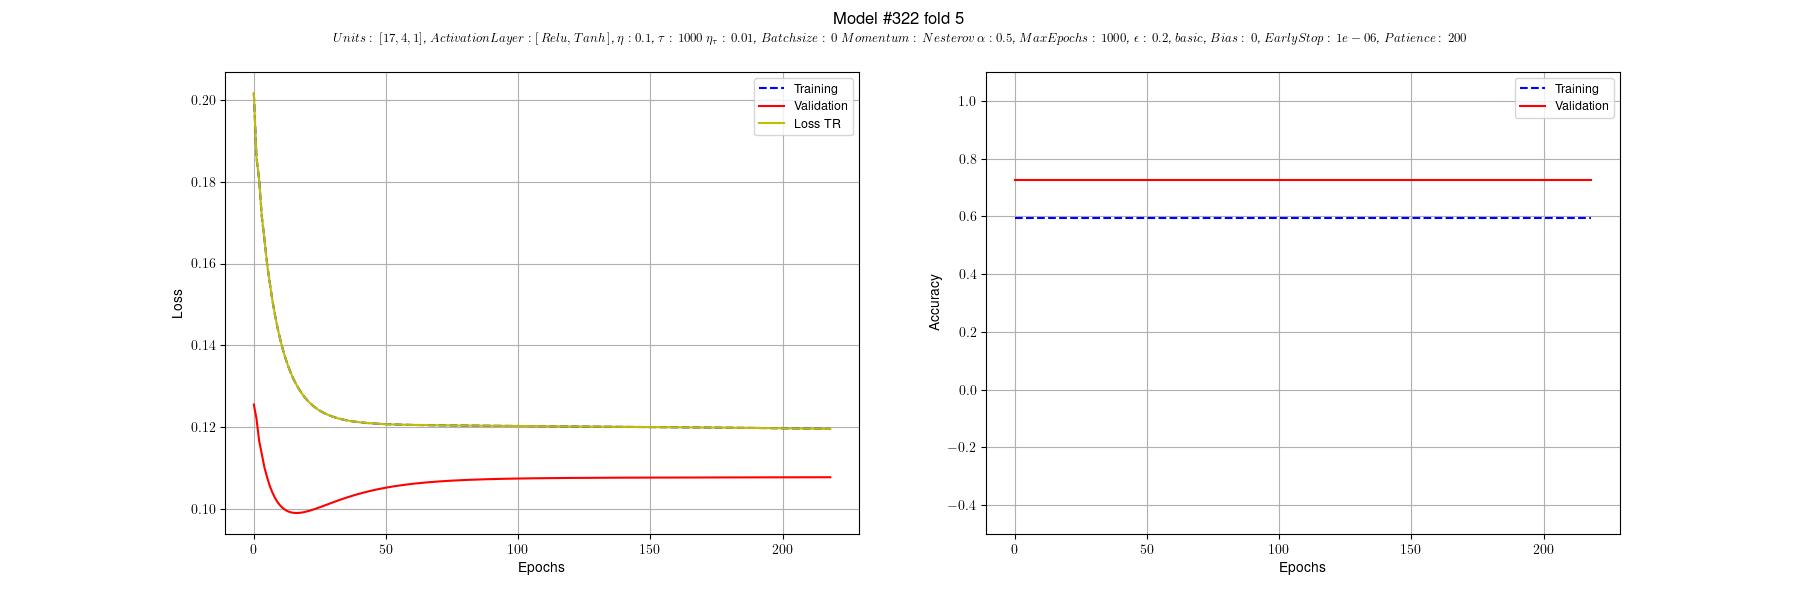 Model #322 fold 5
Units : [17, 4, 1], ActivationLayer : [Relu, Tanh], η : 0.1, τ : 1000 η_τ : 0.01, Batchsize : 0 Momentum : Nesterov α : 0.5, MaxEpochs : 1000, ϵ : 0.2, basic, Bias : 0, EarlyStop : 1e − 06, Patience : 200
Training
Validation
Loss TR
0.20
0.18
0.16
0.14
0.12
0.10
Loss
0 50 100 150 200
Epochs
Training
Validation
1.0
0.8
0.6
0.4
0.2
0.0
−0.2
−0.4
Accuracy
0 50 100 150 200
Epochs